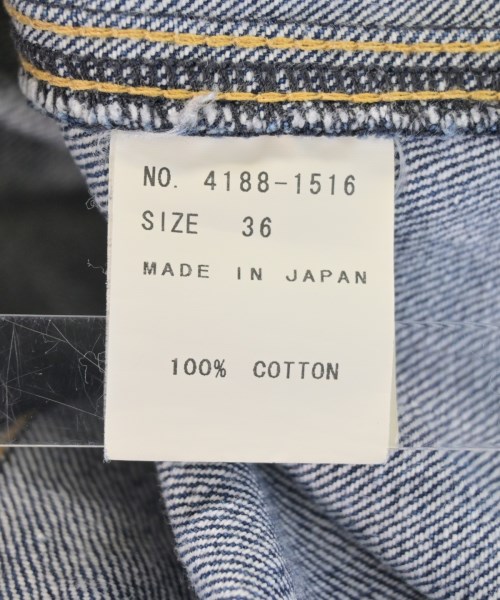 NO. 4188-1516
SIZE 36
MADE IN JAPAN
100% COTTON